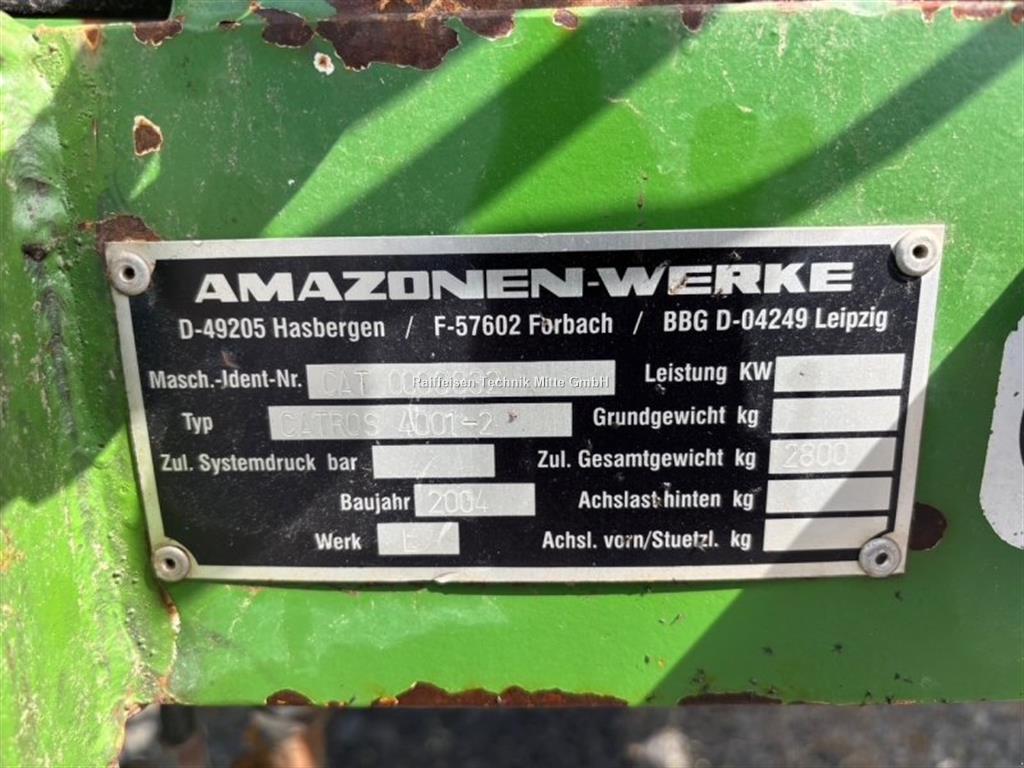 AMAZONEN-WERKE
D-49205 Hasbergen / F-57602 Forbach / BBG D-04249 Leipzig
Masch.-Jdent-Nr. CAT
Raiffeisen Technik Mitte GmbH
Leistung KW
Typ CATROS 4001-2
Grundgewicht kg
Zul. Systemdruck bar
Zul. Gesamtgewicht kg 2800
Baujahr 2004
Achslast hinten kg
Werk E
Achsl. vorn/Stuetzl. kg